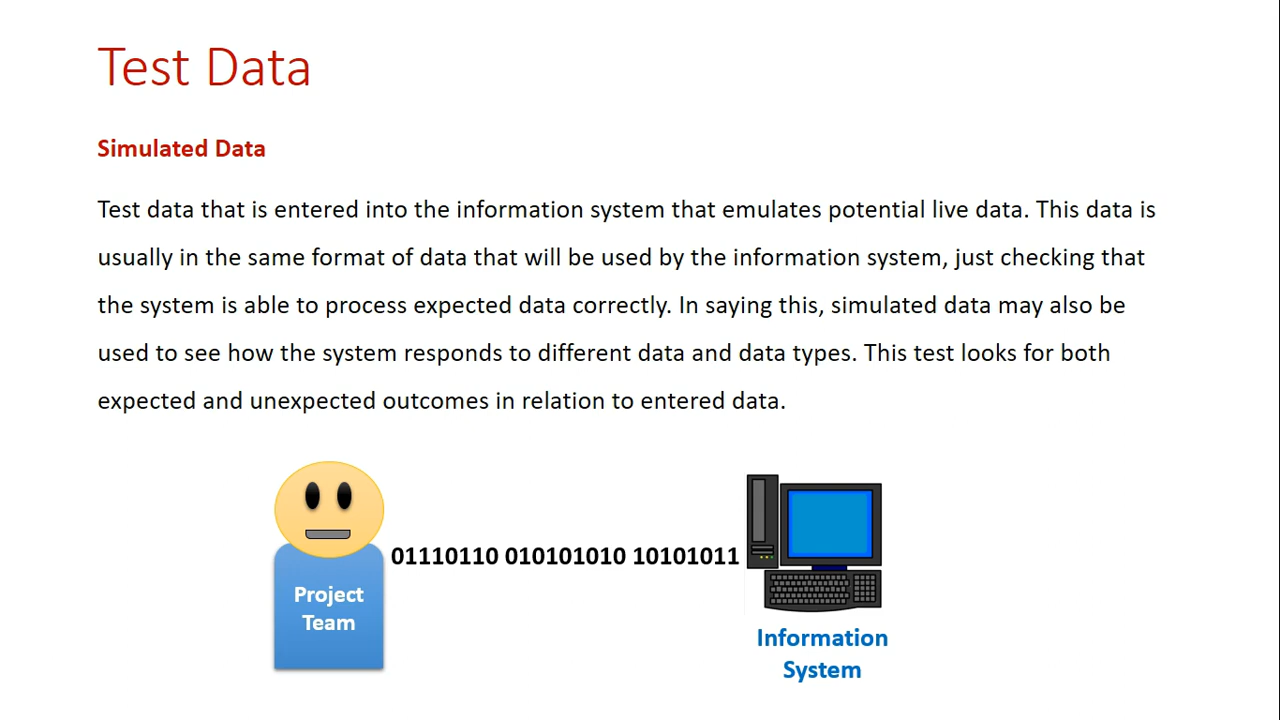 Test Data
Simulated Data
Test data that is entered into the information system that emulates potential live data. This data is
usually in the same format of data that will be used by the information system, just checking that
the system is able to process expected data correctly. In saying this, simulated data may also be
used to see how the system responds to different data and data types. This test looks for both
expected and unexpected outcomes in relation to entered data.
01110110 010101010 10101011
Project
Team
Information
System